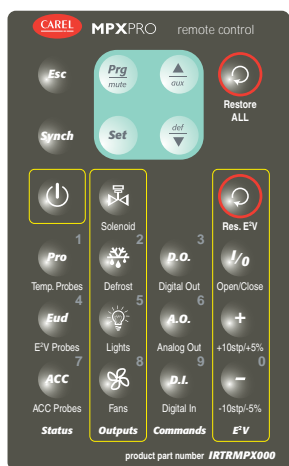 CAREL MPXPRO remote control
Esc
Prg
mute
aux
Restore
ALL
Synch
Set
def
Solenoid
Res. E²V
1
2
3
Pro
D.O.
I/0
Temp. Probes
Defrost
Digital Out
Open/Close
4
5
6
Eud
A.O.
+
E²V Probes
Lights
Analog Out
+10stp/+5%
7
8
9
0
ACC
D.I.
-
ACC Probes
Fans
Digital In
-10stp/-5%
Status
Outputs
Commands
E²V
product part number IRTRMPX000